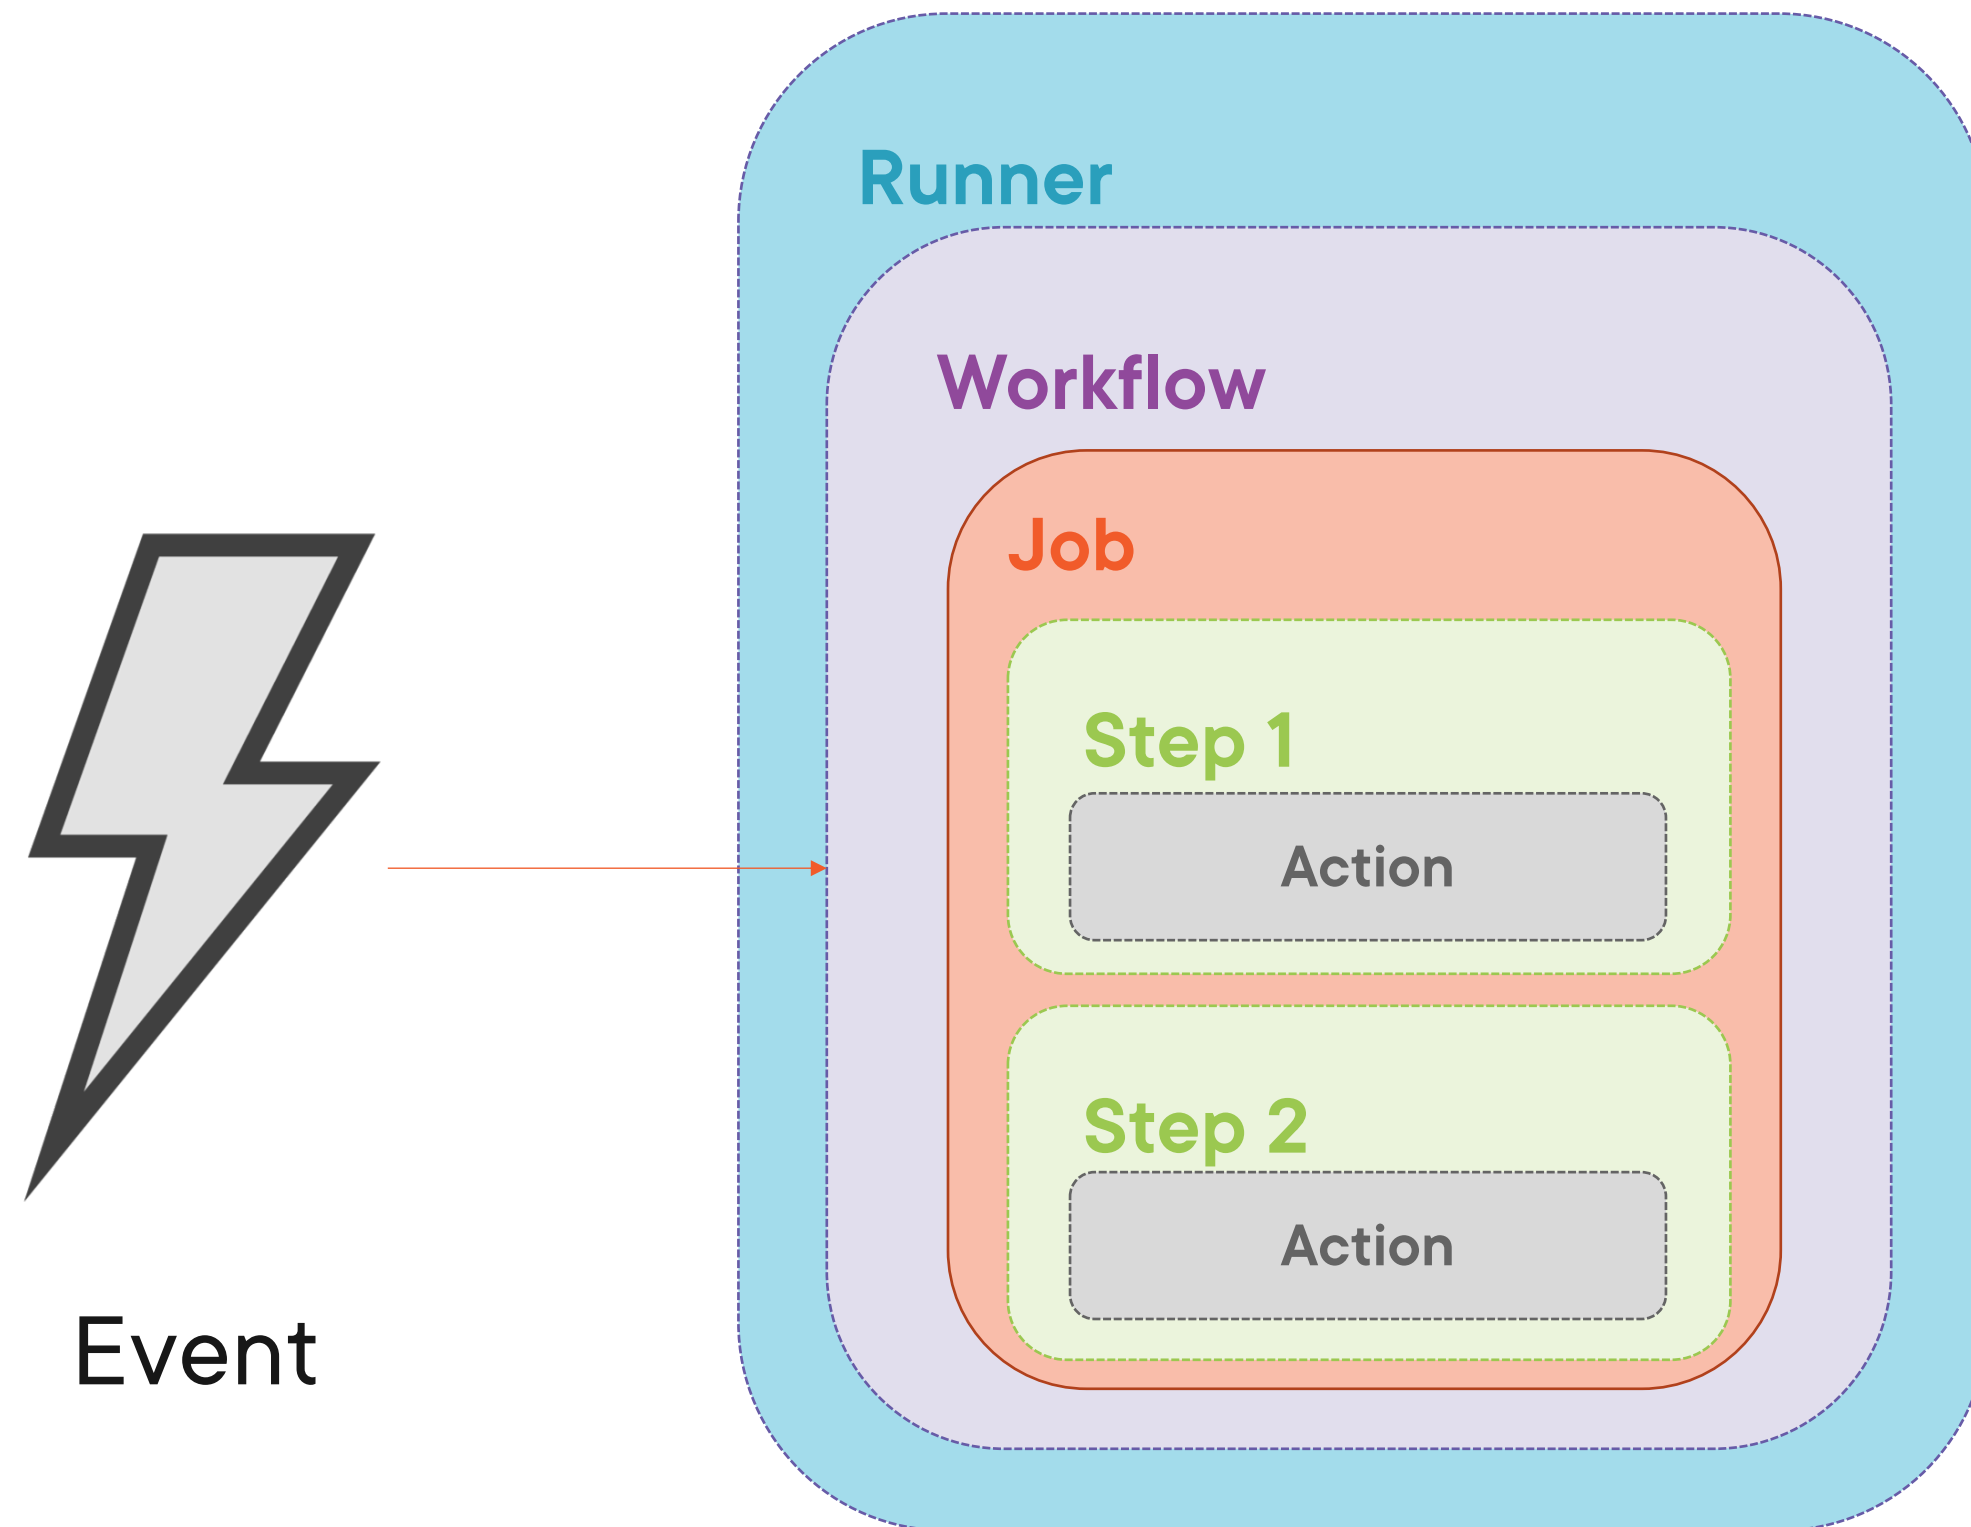 Runner
Workflow
Job
Step 1
Action
Step 2
Action
Event